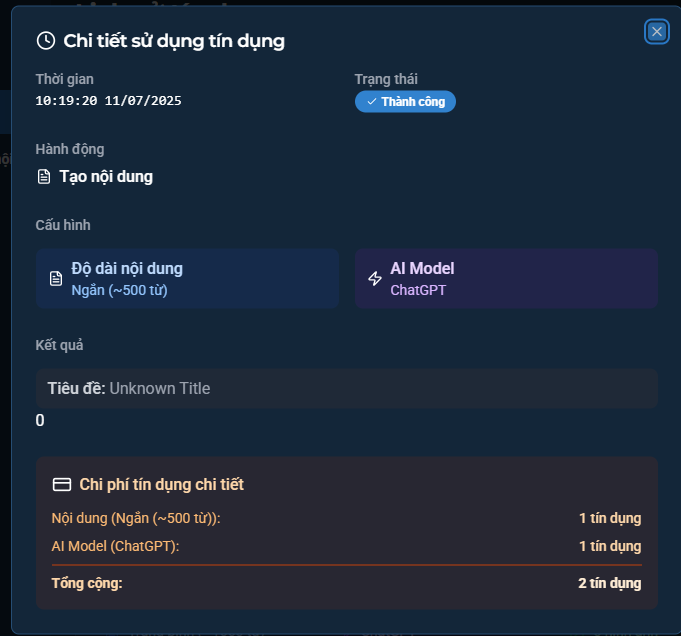 Chi tiết sử dụng tín dụng
Thời gian
10:19:20 11/07/2025
Trạng thái
Thành công
Hành động
Tạo nội dung
Cấu hình
Độ dài nội dung
Ngắn (~500 từ)
AI Model
ChatGPT
Kết quả
Tiêu đề: Unknown Title
0
Chi phí tín dụng chi tiết
Nội dung (Ngắn (~500 từ)): 1 tín dụng
AI Model (ChatGPT): 1 tín dụng
Tổng cộng: 2 tín dụng